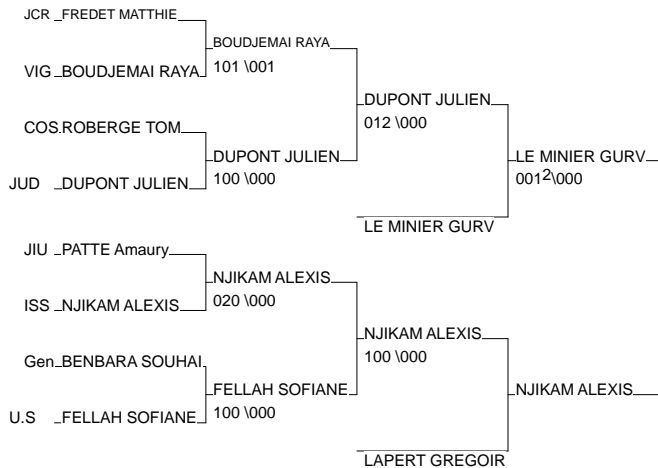 JCR FREDET MATTHIE
BOUDJEMAI RAYA
VIG BOUDJEMAI RAYA
101 \001
DUPONT JULIEN
012 \000
COS. ROBERGE TOM
DUPONT JULIEN
100 \000
LE MINIER GURV
001²\000
JUD DUPONT JULIEN
LE MINIER GURV
JIU PATTE Amaury
NJIKAM ALEXIS
020 \000
ISS NJIKAM ALEXIS
NJIKAM ALEXIS
100 \000
Gen BENBARA SOUHAI
FELLAH SOFIANE
100 \000
NJIKAM ALEXIS
U.S FELLAH SOFIANE
LAPERT GREGOIR